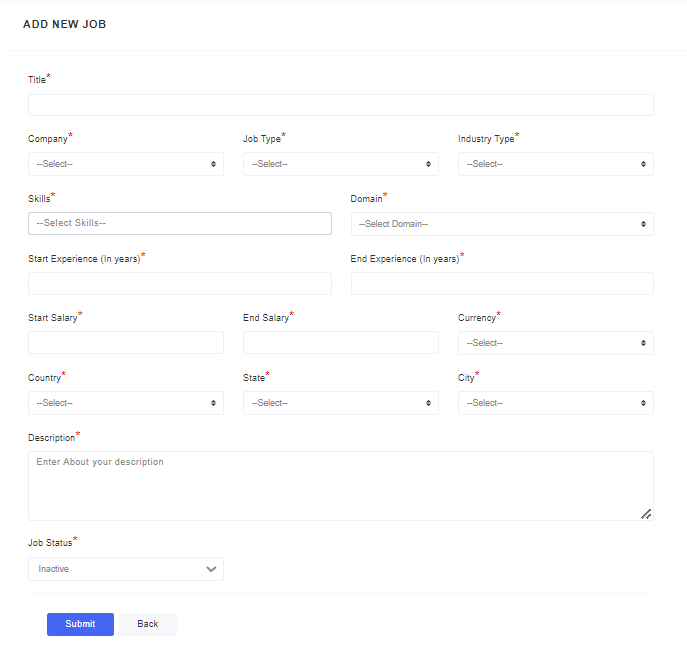 ADD NEW JOB
Title*
Company* Job Type* Industry Type*
--Select-- --Select-- --Select--
Skills* Domain*
--Select Skills-- --Select Domain--
Start Experience (In years)* End Experience (In years)*
Start Salary* End Salary* Currency*
--Select--
Country* State* City*
--Select-- --Select-- --Select--
Description*
Enter About your description
Job Status*
Inactive
Submit Back